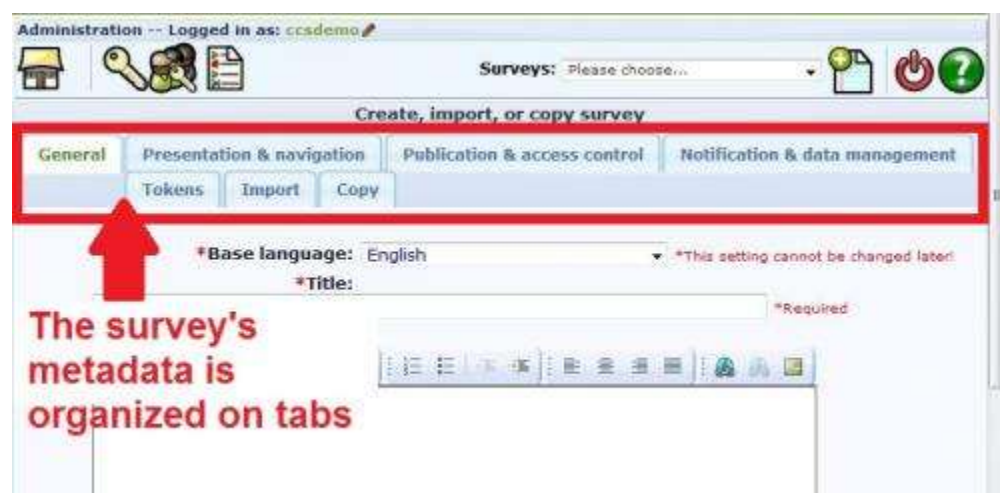 Administration -- Logged in as: ccsdemo
Surveys: Please choose...
?
Create, import, or copy survey
General Presentation & navigation Publication & access control Notification & data management
Tokens Import Copy
*Base language: English *This setting cannot be changed later!
*Title:
*Required
The survey's
metadata is
organized on tabs